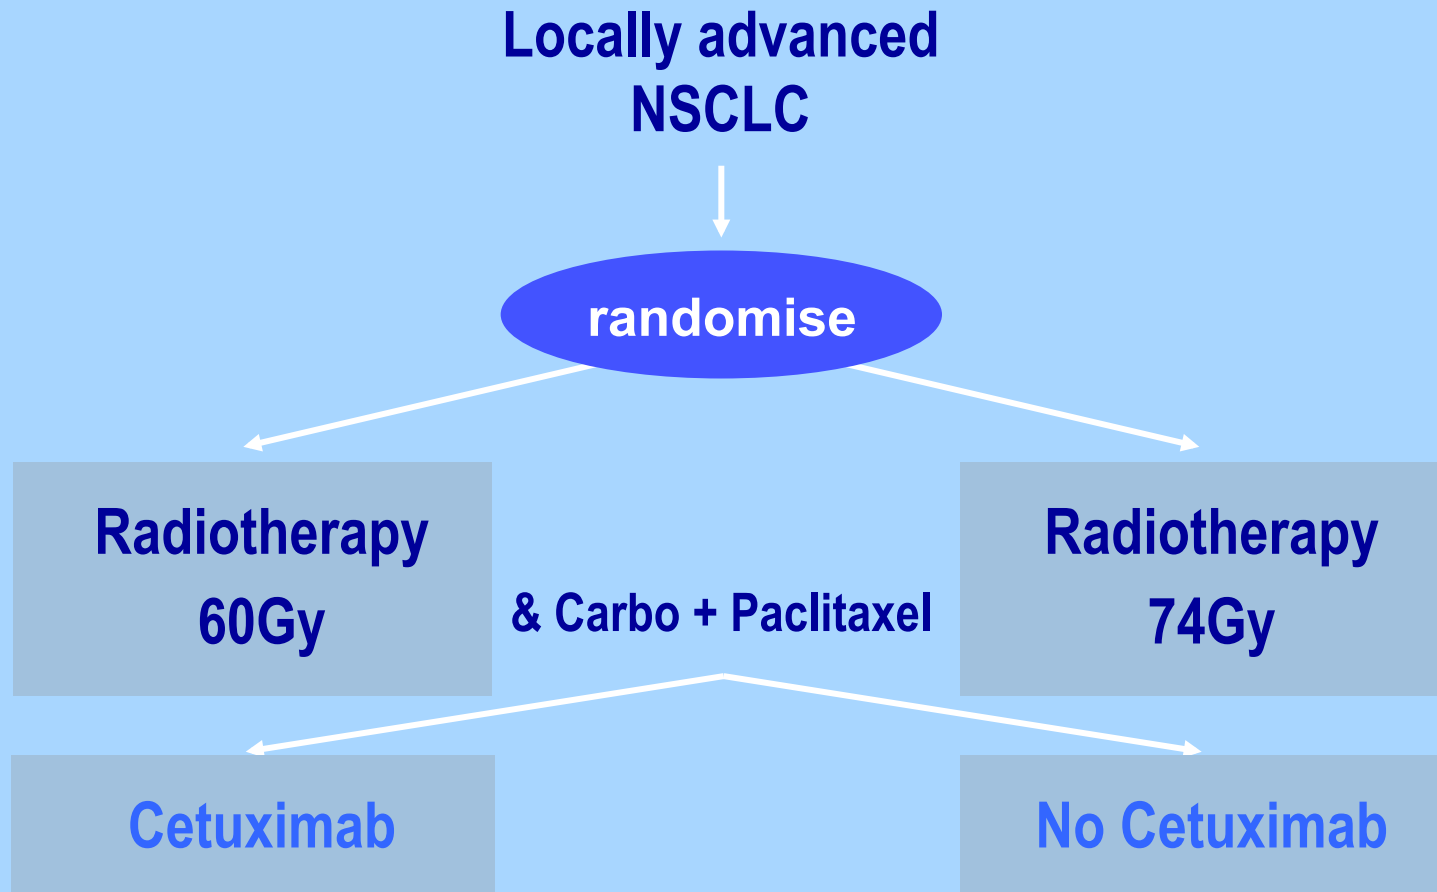 Locally advanced
NSCLC
randomise
Radiotherapy
60Gy
& Carbo + Paclitaxel
Radiotherapy
74Gy
Cetuximab
No Cetuximab